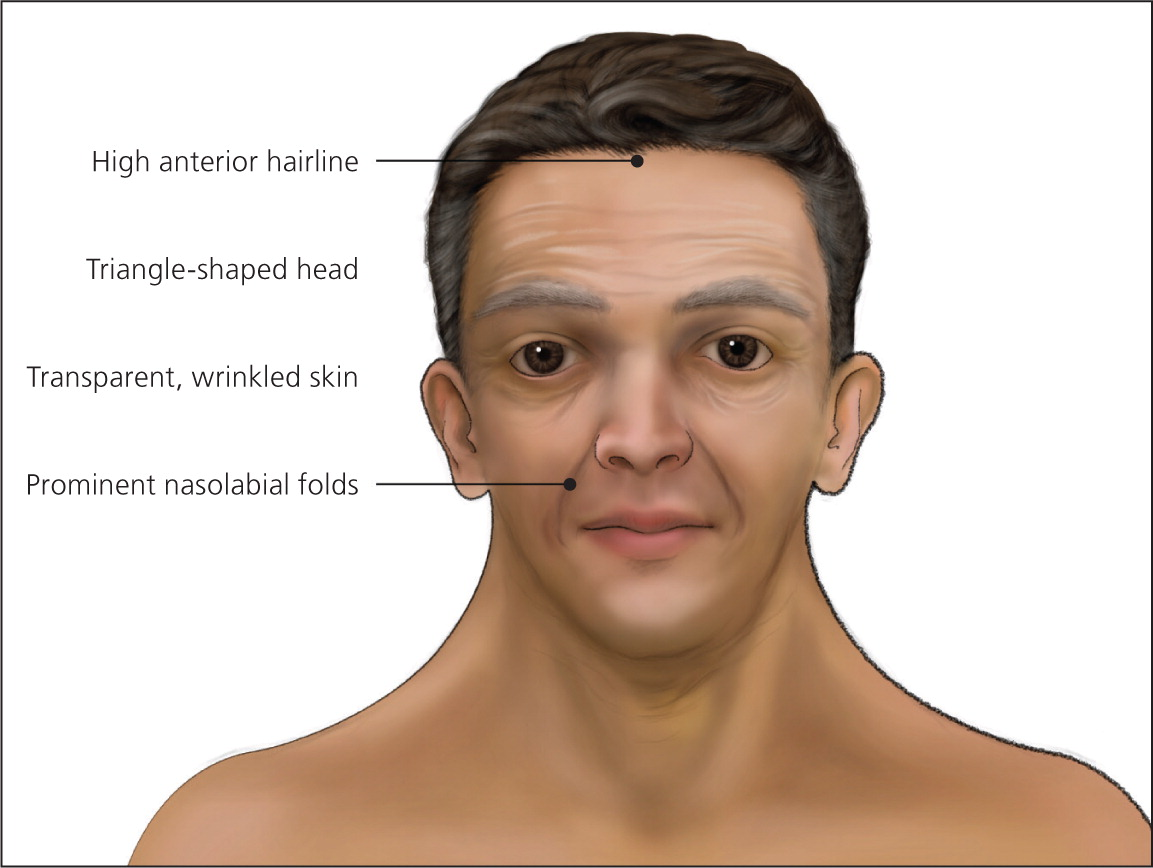 High anterior hairline
Triangle-shaped head
Transparent, wrinkled skin
Prominent nasolabial folds